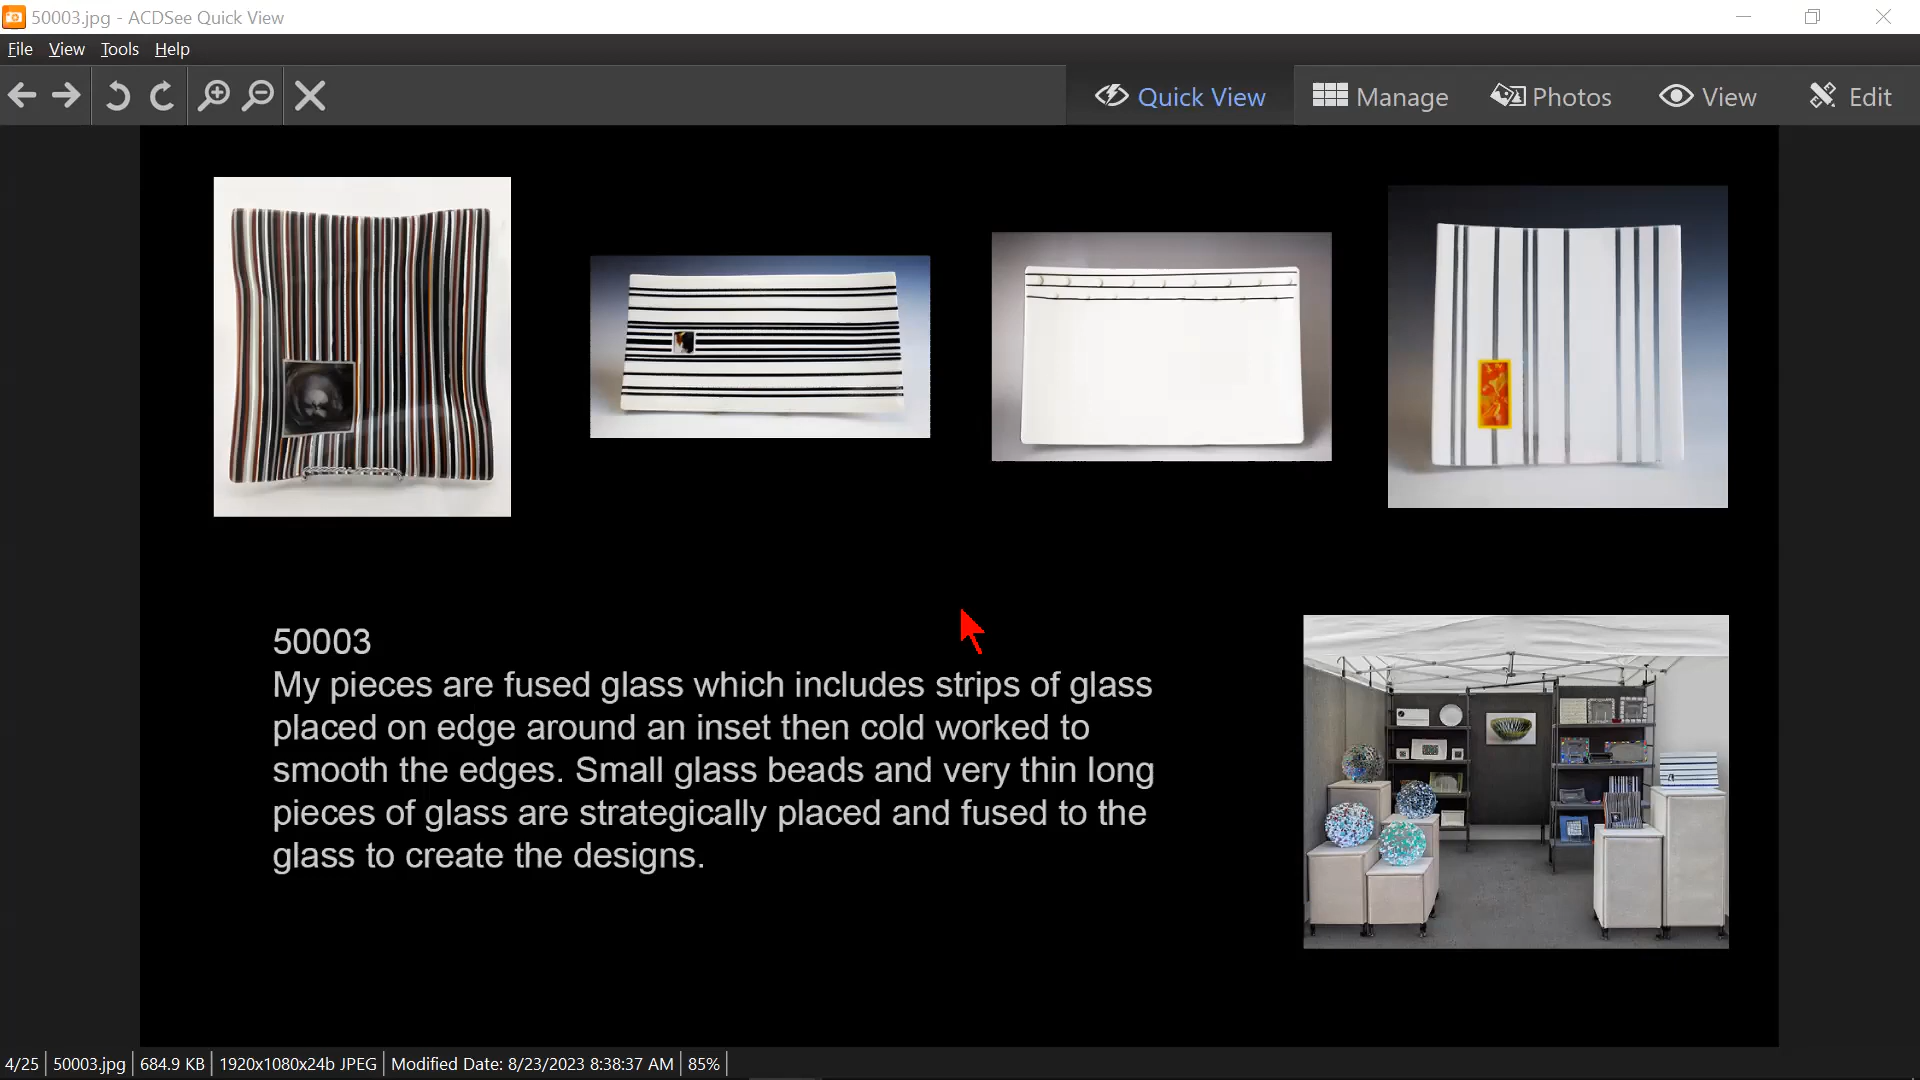 50003.jpg - ACDSee Quick View
File View Tools Help
Quick View Manage Photos View Edit
50003
My pieces are fused glass which includes strips of glass
placed on edge around an inset then cold worked to
smooth the edges. Small glass beads and very thin long
pieces of glass are strategically placed and fused to the
glass to create the designs.
4/25 50003.jpg 684.9 KB 1920x1080x24b JPEG Modified Date: 8/23/2023 8:38:37 AM 85%